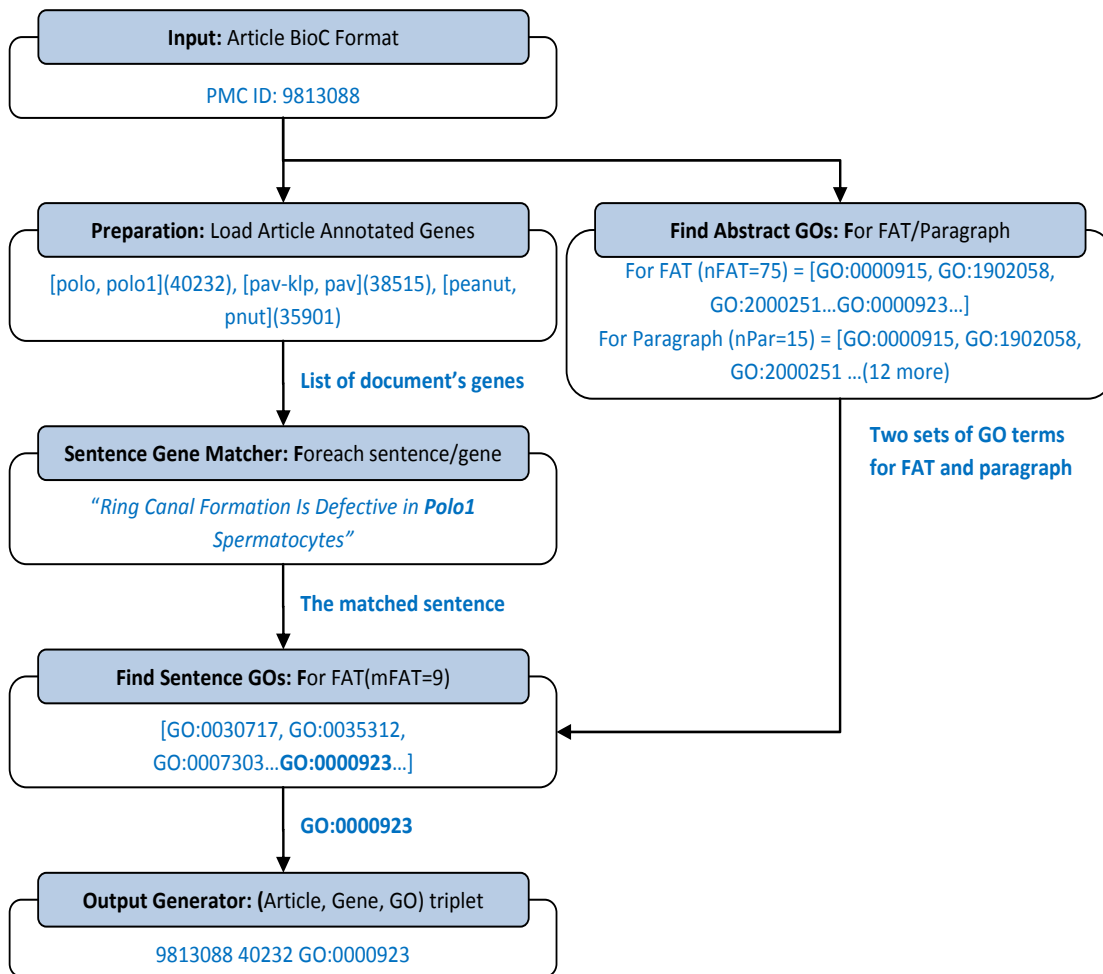 Input: Article BioC Format
PMC ID: 9813088
Preparation: Load Article Annotated Genes
[polo, polo1](40232), [pav-klp, pav](38515), [peanut,
pnut](35901)
Find Abstract GOs: For FAT/Paragraph
For FAT (nFAT=75) = [GO:0000915, GO:1902058,
GO:2000251...GO:0000923...]
For Paragraph (nPar=15) = [GO:0000915, GO:1902058,
GO:2000251 ...(12 more)
List of document's genes
Two sets of GO terms
for FAT and paragraph
Sentence Gene Matcher: Foreach sentence/gene
"Ring Canal Formation Is Defective in Polo1
Spermatocytes"
The matched sentence
Find Sentence GOs: For FAT(mFAT=9)
[GO:0030717, GO:0035312,
GO:0007303...GO:0000923...]
GO:0000923
Output Generator: (Article, Gene, GO) triplet
9813088 40232 GO:0000923